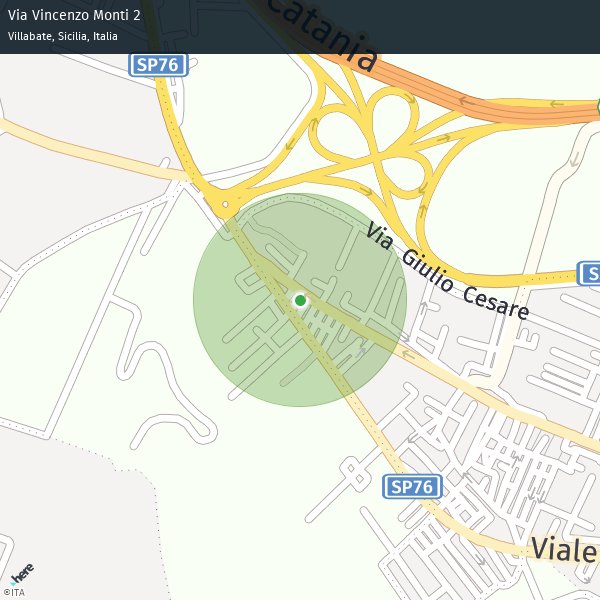 Via Vincenzo Monti 2
Villabate, Sicilia, Italia
Catania
SP76
Via Giulio Cesare
S
SP76
Viale
here
©ITA